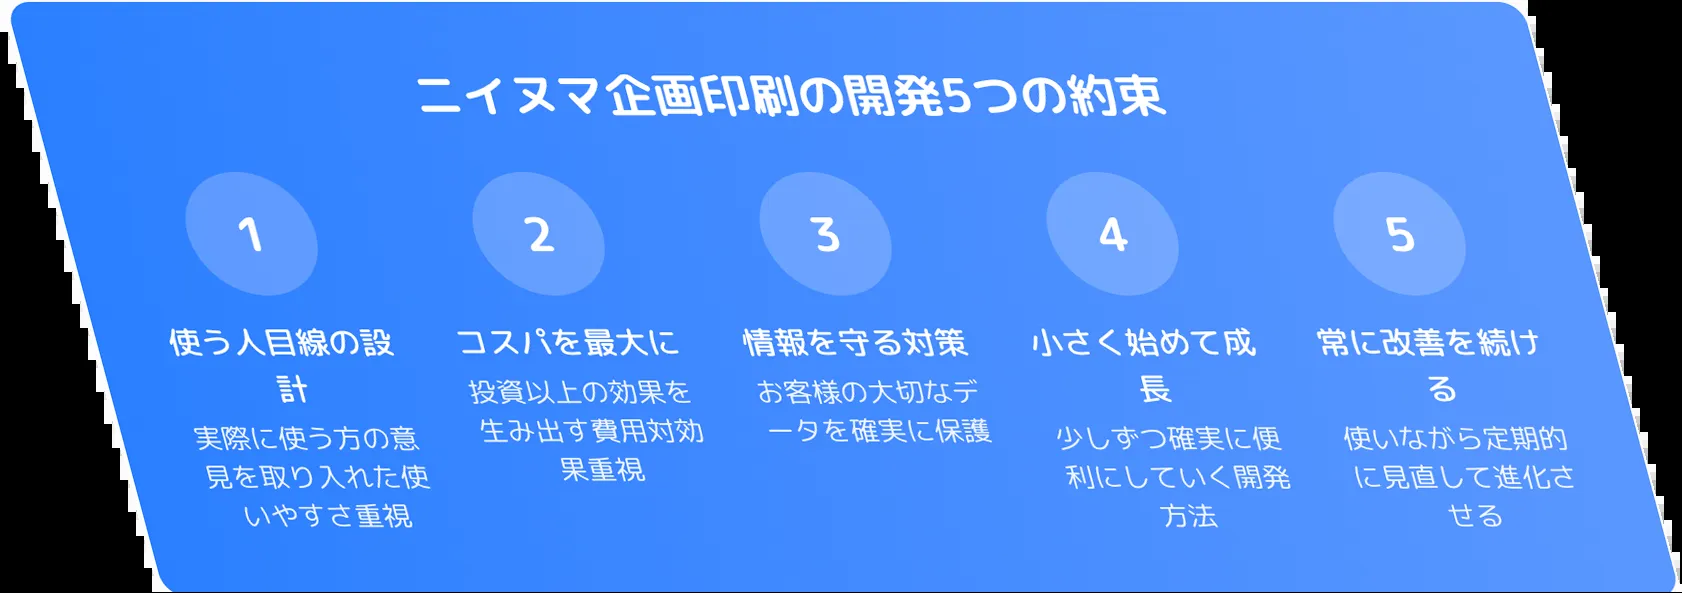 ニイヌマ企画印刷の開発5つの約束
1
使う人目線の設
計
実際に使う方の意
見を取り入れた使
いやすさ重視
2
コスパを最大に
投資以上の効果を
生み出す費用対効
果重視
3
情報を守る対策
お客様の大切なデ
ータを確実に保護
4
小さく始めて成
長
少しずつ確実に便
利にしていく開発
方法
5
常に改善を続け
る
使いながら定期的
に見直して進化さ
せる